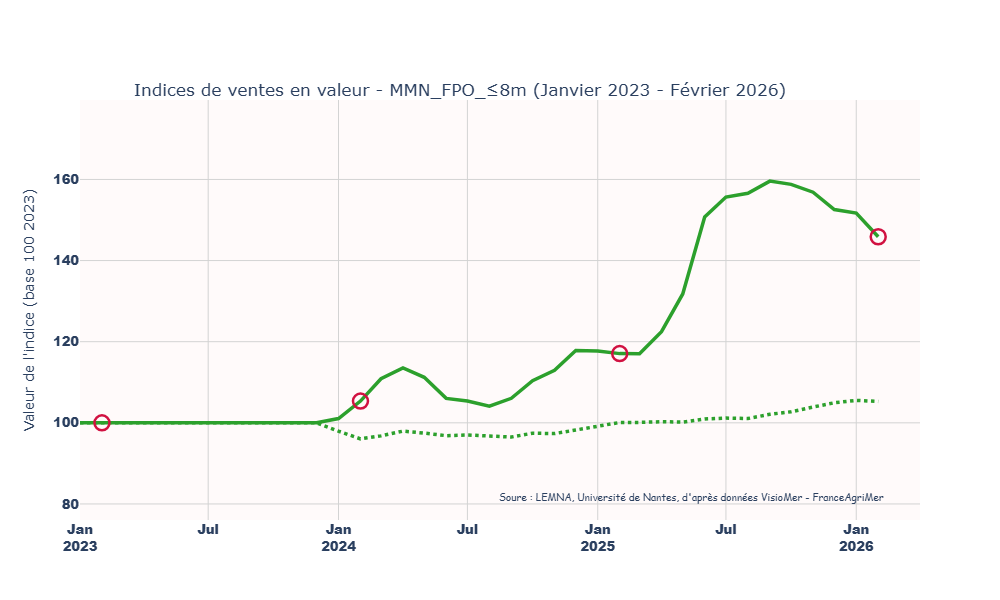 Indices de ventes en valeur - MMN_FPO_≤8m (Janvier 2023 - Février 2026)
Valeur de l'indice (base 100 2023)
160
140
120
100
80
Soure : LEMNA, Université de Nantes, d'après données VisioMer - FranceAgriMer
Jan Jul Jan Jul Jan Jul Jan
2023 2024 2025 2026